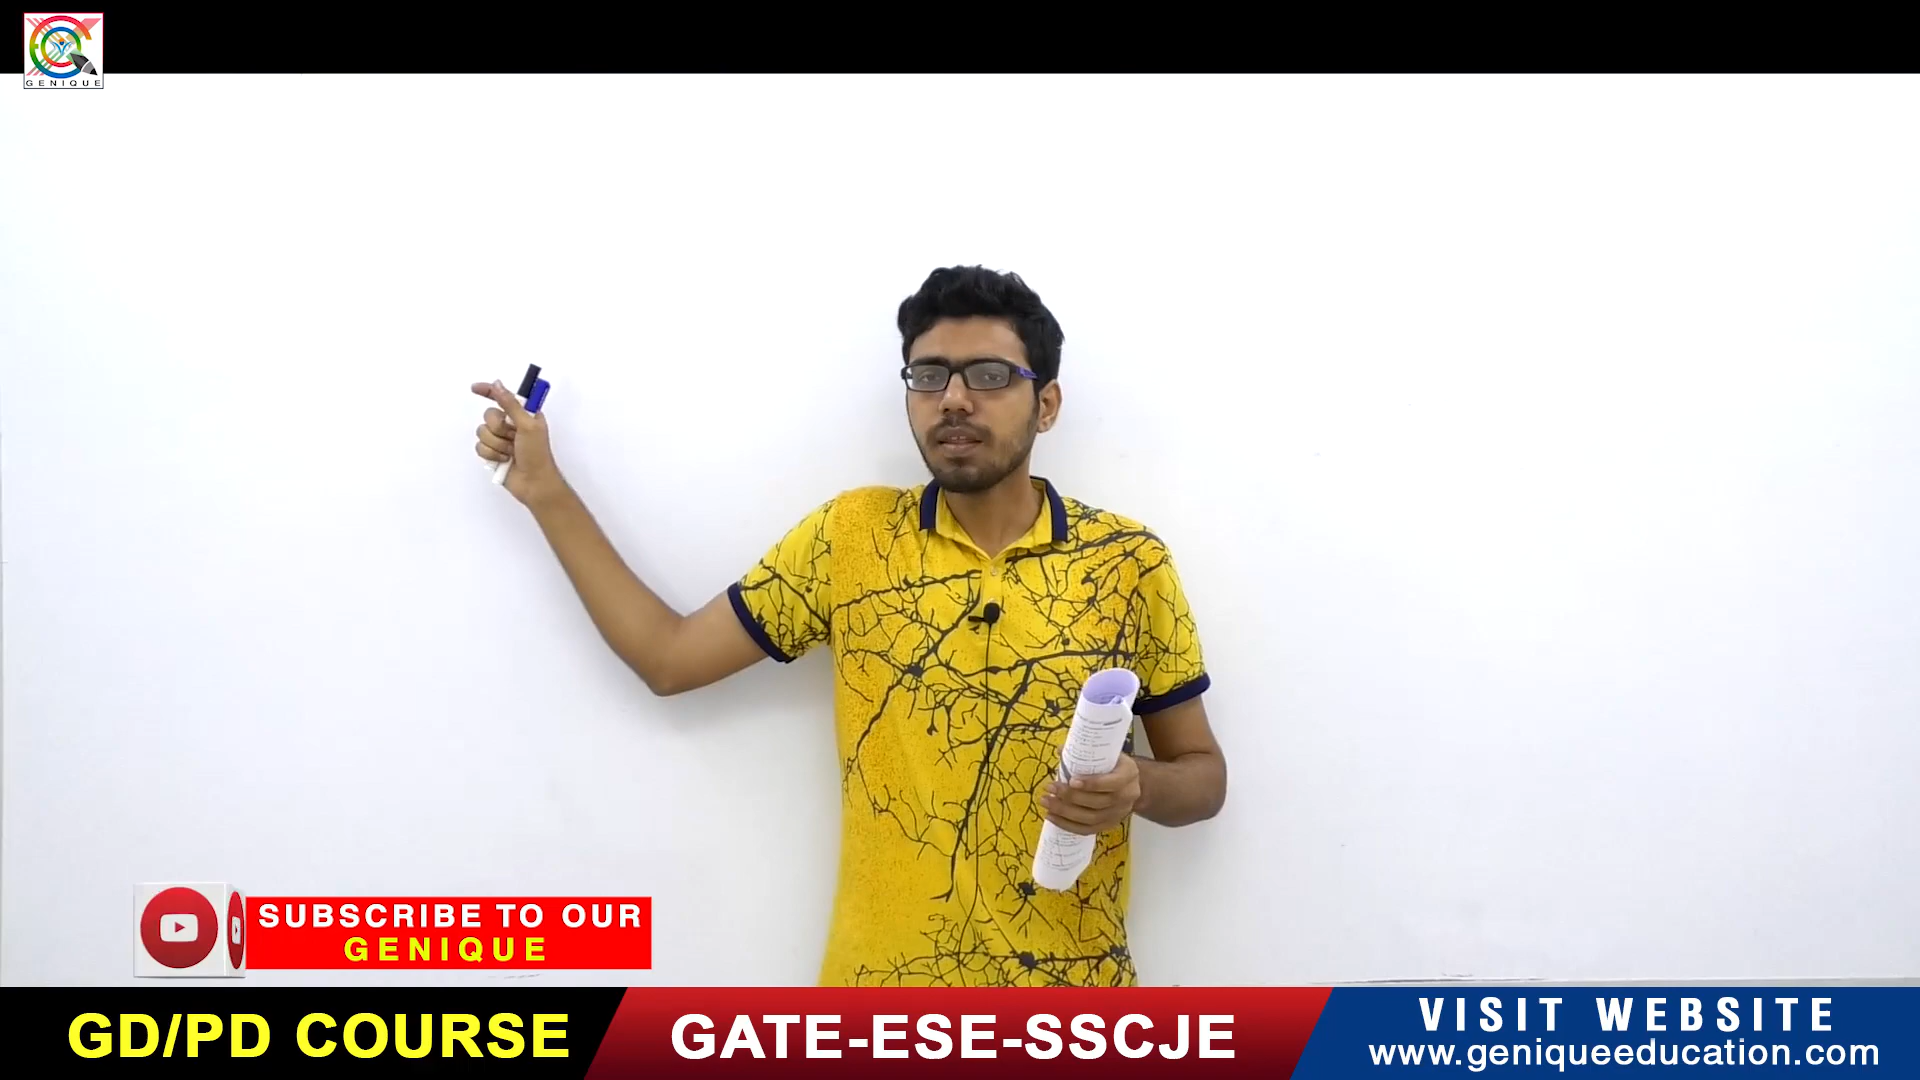 GENIQUE
SUBSCRIBE TO OUR
GENIQUE
GD/PD COURSE
GATE-ESE-SSCJE
VISIT WEBSITE
www.geniqueeducation.com